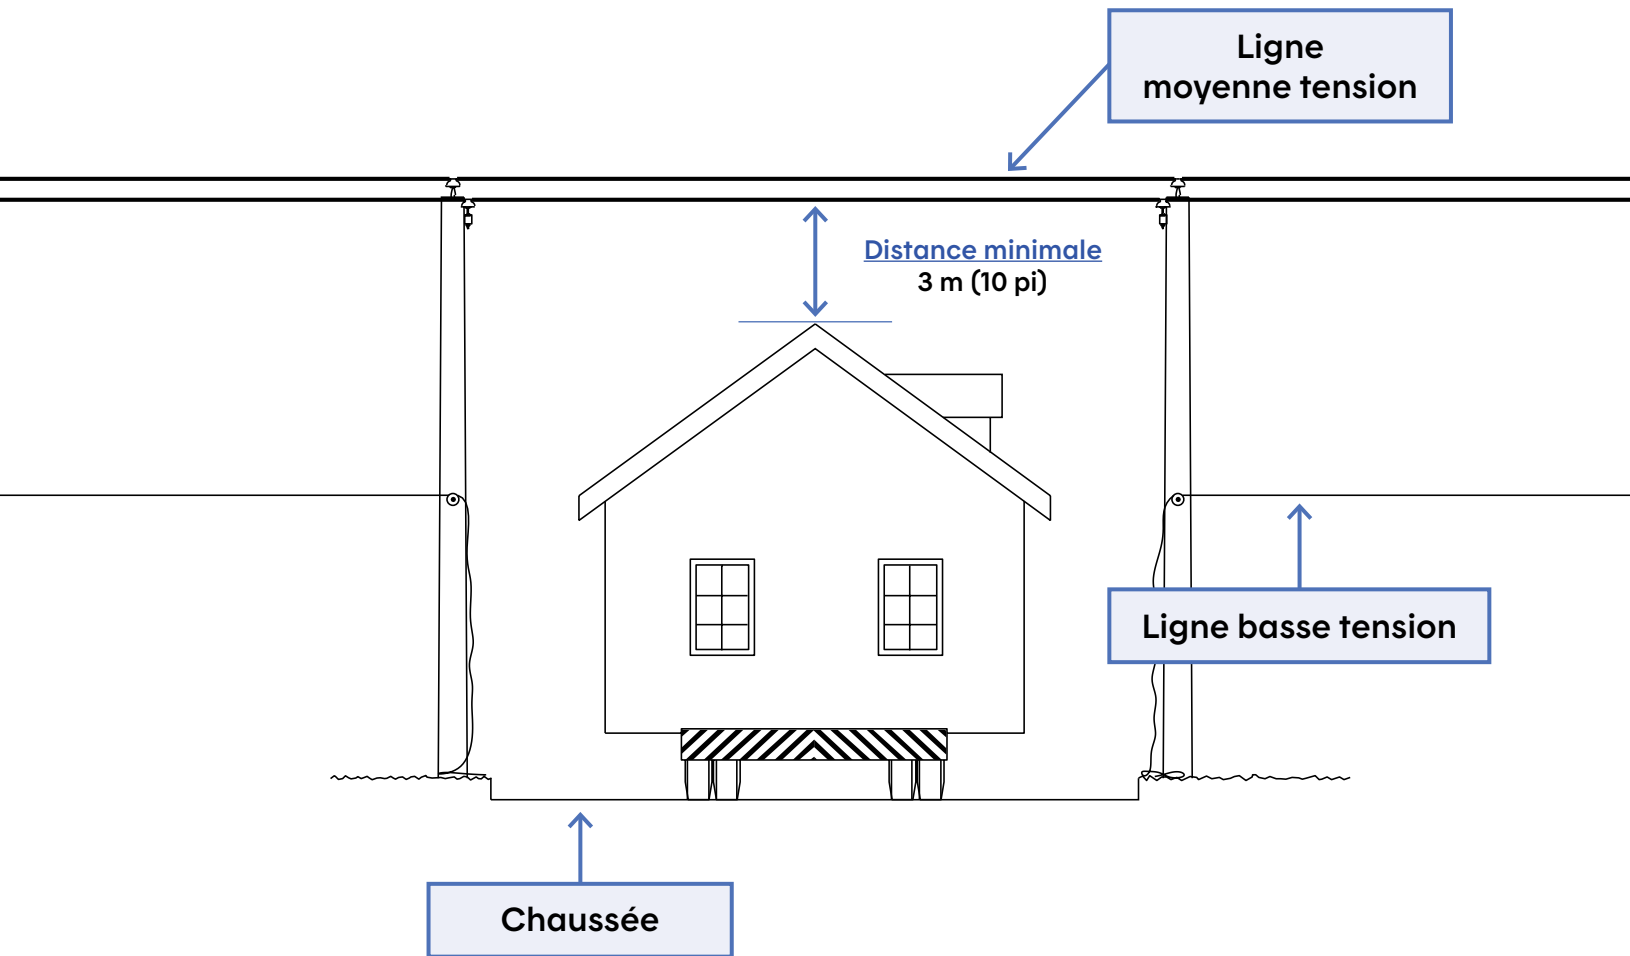 Ligne
moyenne tension
Distance minimale
3 m (10 pi)
Ligne basse tension
Chaussée